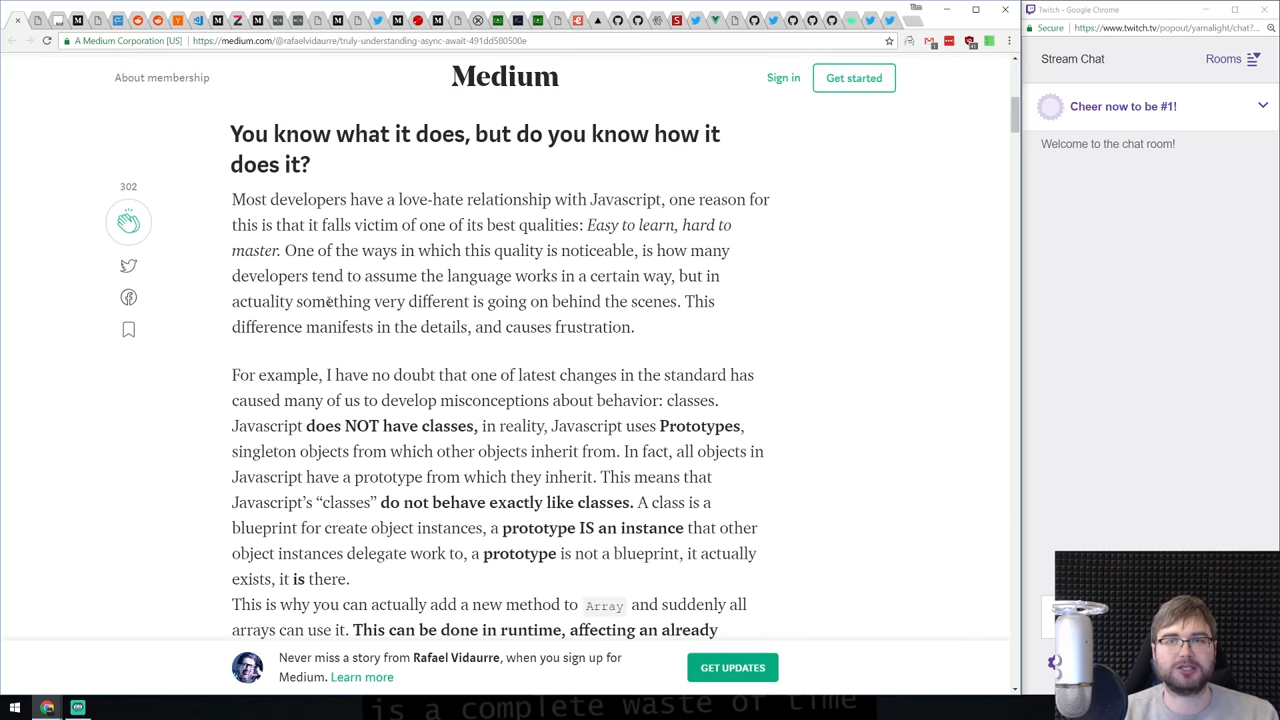 Tim
Twitch - Google Chrome
A Medium Corporation [US]
https://medium.com/@rafaelvidaurre/truly-understanding-async-await-491dd580500e
Secure
https://www.twitch.tv/popout/yamalight/chat?...
About membership
Medium
Sign in
Get started
Stream Chat
Rooms
Cheer now to be #1!
Welcome to the chat room!
You know what it does, but do you know how it
does it?
302
Most developers have a love-hate relationship with Javascript, one reason for
this is that it falls victim of one of its best qualities: Easy to learn, hard to
master. One of the ways in which this quality is noticeable, is how many
developers tend to assume the language works in a certain way, but in
actuality something very different is going on behind the scenes. This
difference manifests in the details, and causes frustration.
For example, I have no doubt that one of latest changes in the standard has
caused many of us to develop misconceptions about behavior: classes.
Javascript does NOT have classes, in reality, Javascript uses Prototypes,
singleton objects from which other objects inherit from. In fact, all objects in
Javascript have a prototype from which they inherit. This means that
Javascript's “classes” do not behave exactly like classes. A class is a
blueprint for create object instances, a prototype IS an instance that other
object instances delegate work to, a prototype is not a blueprint, it actually
exists, it is there.
This is why you can actually add a new method to Array and suddenly all
arrays can use it. This can be done in runtime, affecting an already
Never miss a story from Rafael Vidaurre, when you sign up for
Medium. Learn more
GET UPDATES
is a complete waste of time